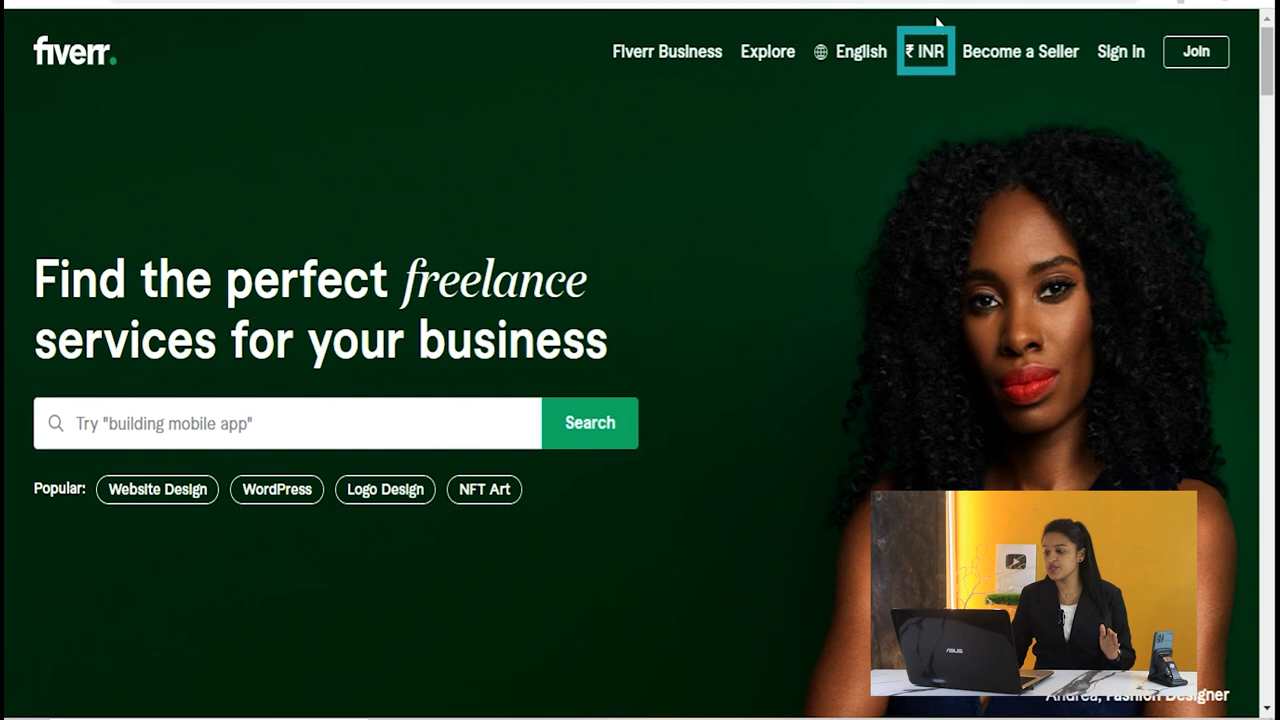 fiverr.
Fiverr Business Explore English ₹ INR Become a Seller Sign In Join
Find the perfect freelance
services for your business
Try "building mobile app"
Search
Popular: Website Design WordPress Logo Design NFT Art
ASUS
Andrea, Fashion Designer